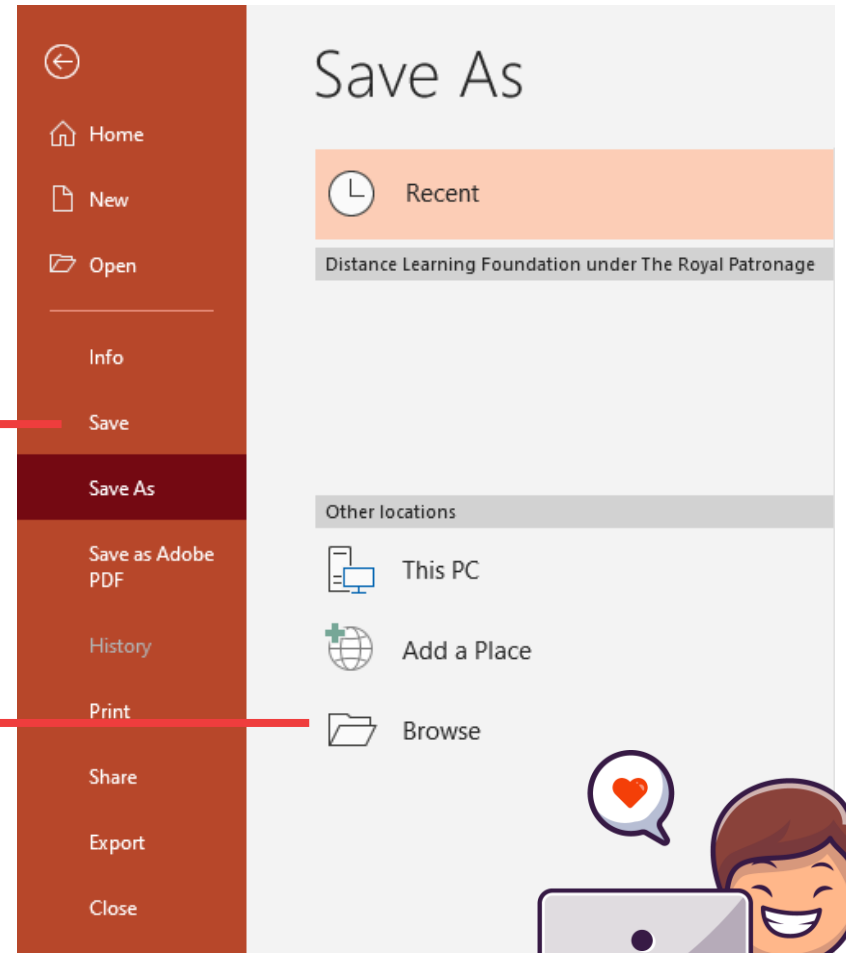 Home
New
Open
Info
Save
Save As
Save as Adobe
PDF
History
Print
Share
Export
Close
Save As
Recent
Distance Learning Foundation under The Royal Patronage
Other locations
This PC
Add a Place
Browse